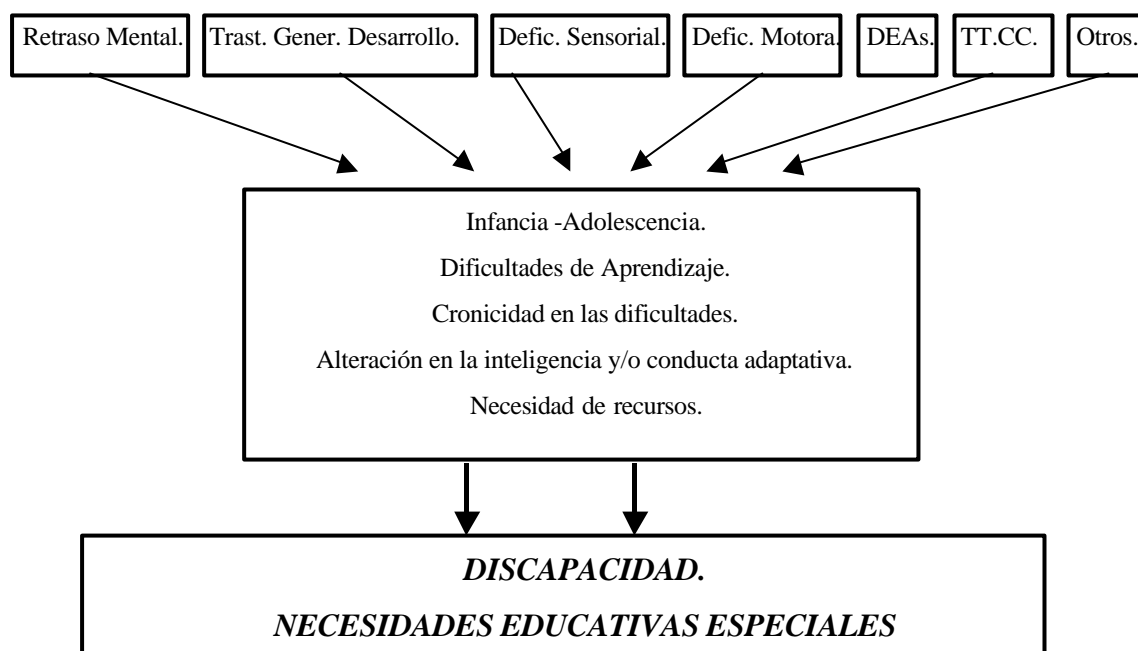 Retraso Mental. Trast. Gener. Desarrollo. Defic. Sensorial. Defic. Motora. DEAs. TT.CC. Otros.
Infancia -Adolescencia.
Dificultades de Aprendizaje.
Cronicidad en las dificultades.
Alteración en la inteligencia y/o conducta adaptativa.
Necesidad de recursos.
DISCAPACIDAD.
NECESIDADES EDUCATIVAS ESPECIALES